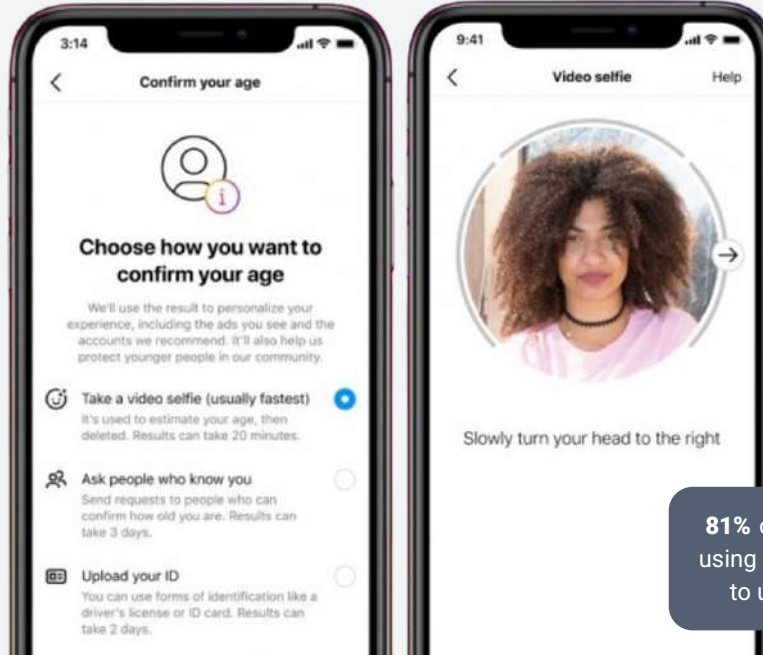 3:14
Confirm your age
Choose how you want to
confirm your age
We'll use the result to personalize your
experience, including the ads you see and the
accounts we recommend. It'll also help us
protect younger people in our community.
Take a video selfie (usually fastest)
It's used to estimate your age, then
deleted. Results can take 20 minutes.
Ask people who know you
Send requests to people who can
confirm how old you are. Results can
take 3 days.
Upload your ID
You can use forms of identification like a
driver's license or ID card. Results can
take 2 days.
9:41
Video selfie
Help
Slowly turn your head to the right
81%
using
to